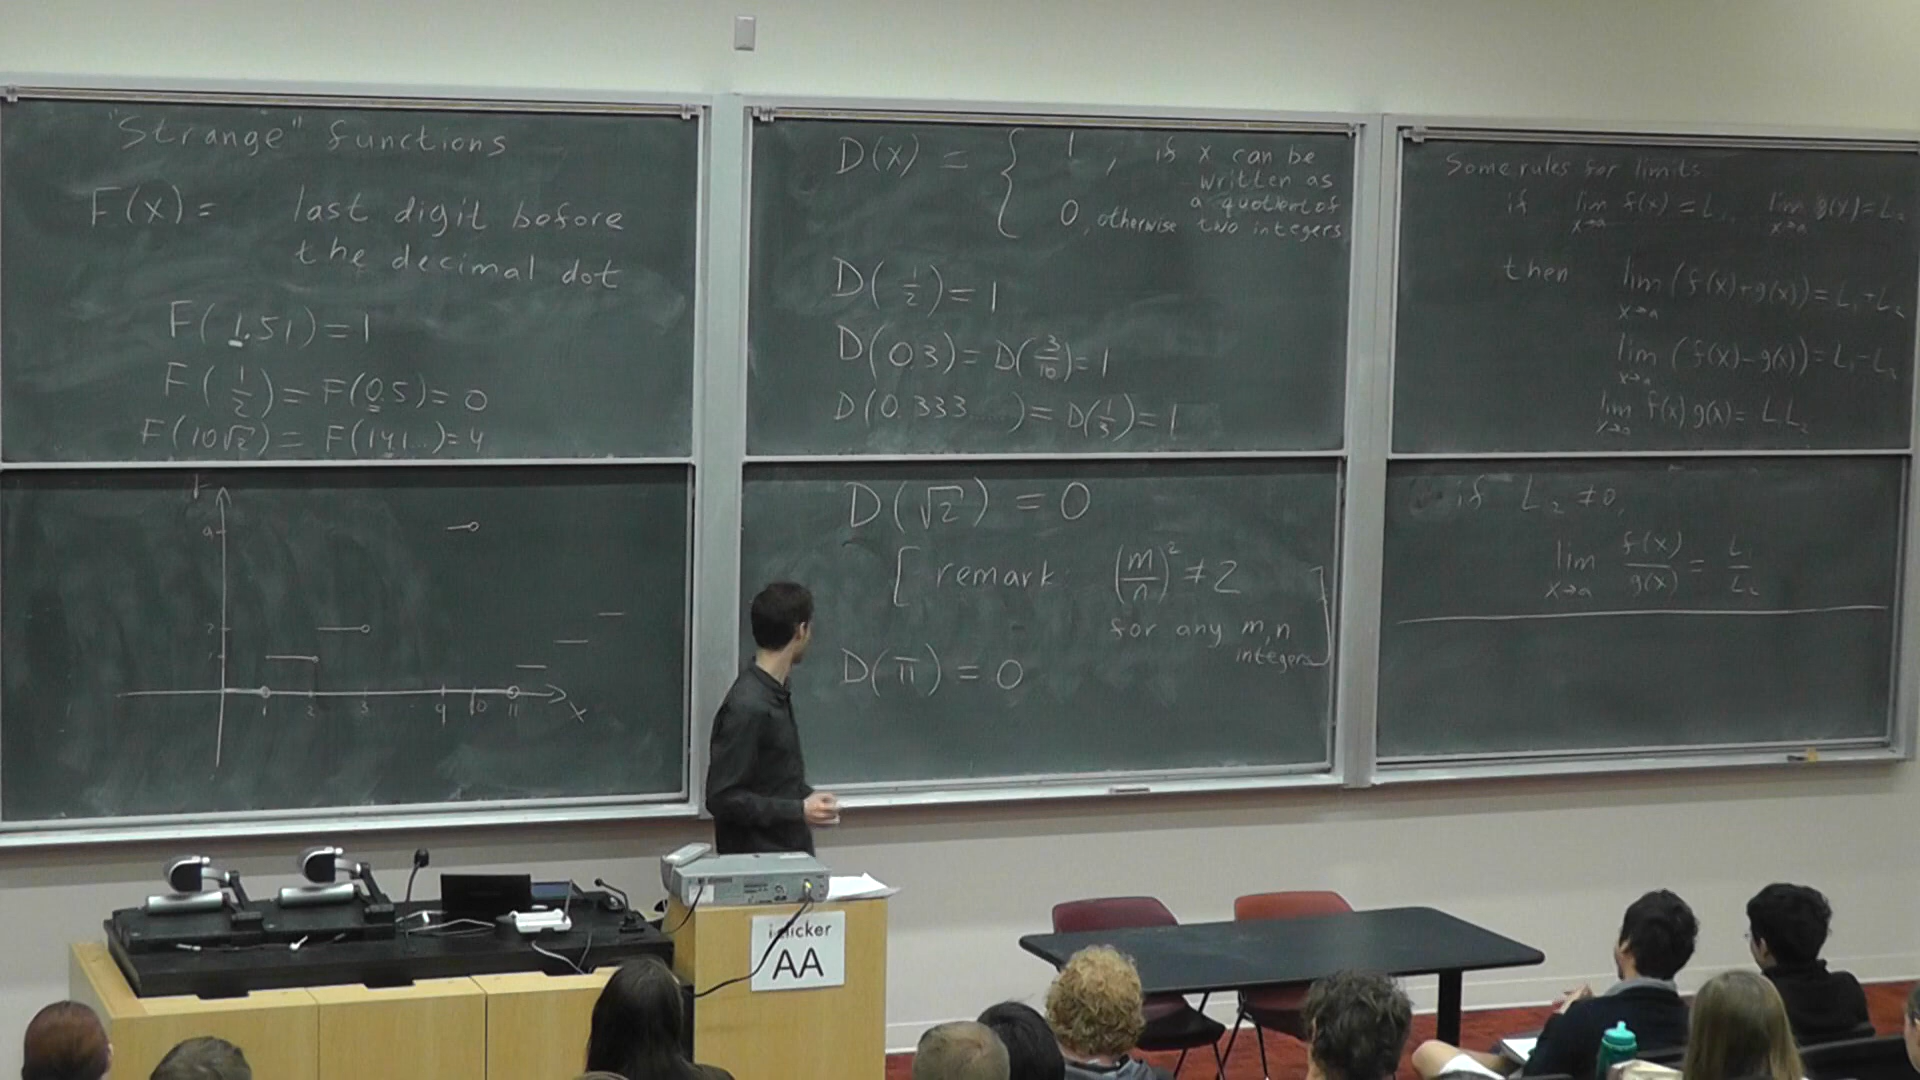 "Strange" functions
F(x) = last digit before
the decimal dot
F(1.51) = 1
F(1/2) = F(0.5) = 0
F(10√2) = F(14.1...) = 4
F
9
2
1
1 2 3 9 10 11 x
D(x) = { 1, if x can be
written as
a quotient of
0, otherwise two integers
D(1/2) = 1
D(0.3) = D(3/10) = 1
D(0.333......) = D(1/3) = 1
D(√2) = 0
[ remark (m/n)² ≠ 2
for any m,n
integers ]
D(π) = 0
Some rules for limits.
if lim x→a f(x) = L₁, lim x→a g(x) = L₂
then lim x→a (f(x)+g(x)) = L₁+L₂
lim x→a (f(x)-g(x)) = L₁-L₂
lim x→a f(x) g(x) = L₁L₂
if L₂ ≠ 0,
lim x→a f(x)/g(x) = L₁/L₂
i>clicker
AA